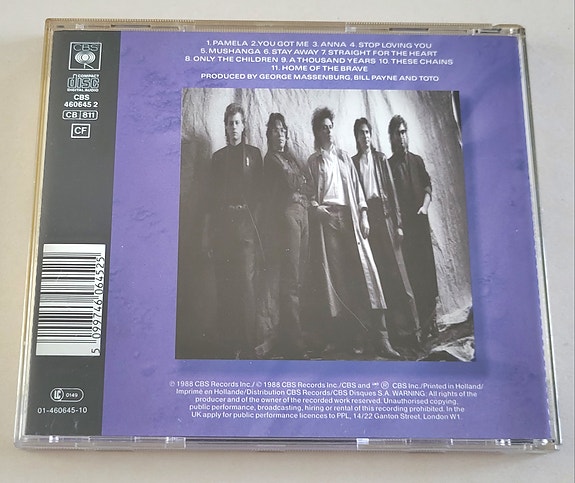 1. PAMELA 2.YOU GOT ME 3. ANNA 4. STOP LOVING YOU
5. MUSHANGA 6. STAY AWAY 7. STRAIGHT FOR THE HEART
8. ONLY THE CHILDREN 9. A THOUSAND YEARS 10. THESE CHAINS
11. HOME OF THE BRAVE
PRODUCED BY GEORGE MASSENBURG, BILL PAYNE AND TOTO
CBS
COMPACT
disc
DIGITAL AUDIO
CBS
460645 2
CB 811
CF
5 099746 064525
LC 0149
01-460645-10
℗ 1988 CBS Records Inc./ © 1988 CBS Records Inc./CBS and ® CBS Inc./Printed in Holland/
Imprimé en Hollande/Distribution CBS Records/CBS Disques S.A. WARNING: All rights of the
producer and of the owner of the recorded work reserved. Unauthorised copying,
public performance, broadcasting, hiring or rental of this recording prohibited. In the
UK apply for public performance licences to PPL, 14/22 Ganton Street, London W1.